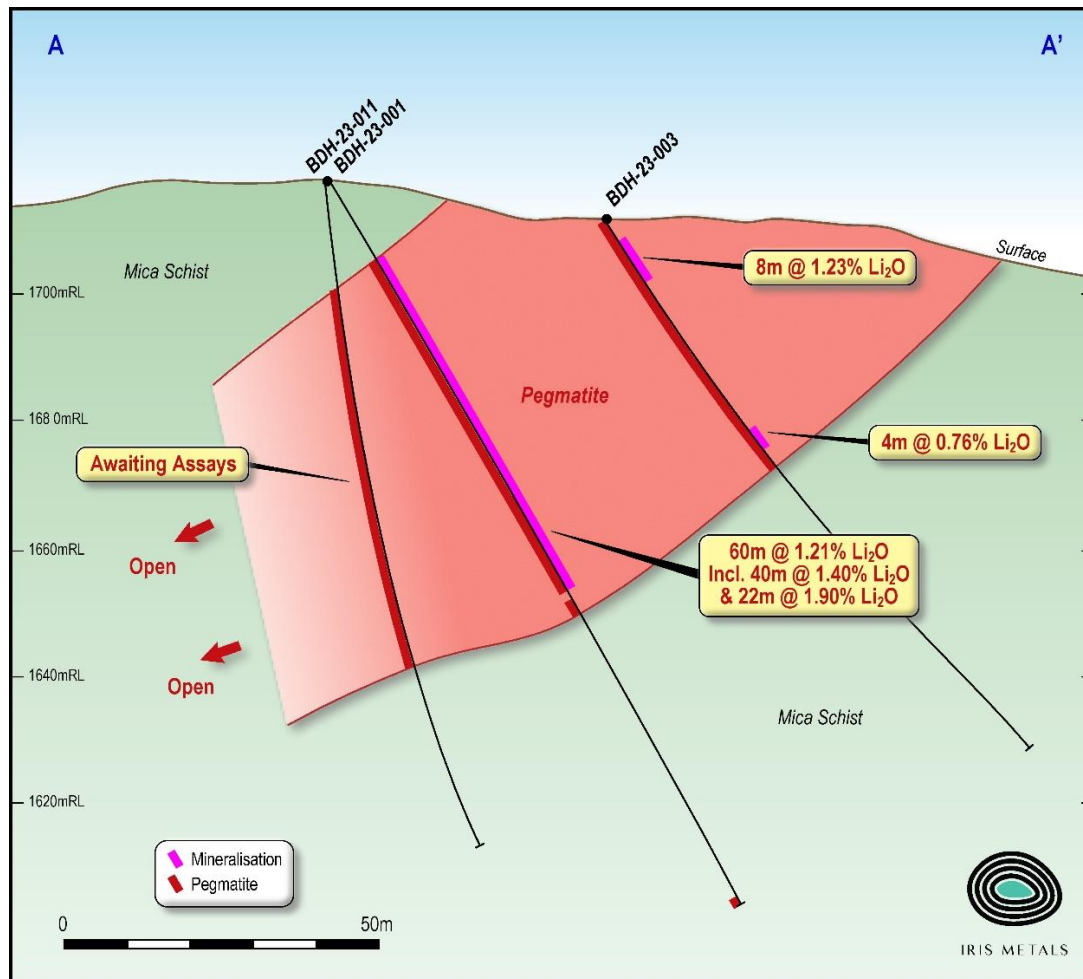 A
A'
BDH-23-011
BDH-23-001
BDH-23-003
Mica Schist
Surface
8m @ 1.23% Li₂O
1700mRL
Pegmatite
168 0mRL
4m @ 0.76% Li₂O
Awaiting Assays
1660mRL
Open
60m @ 1.21% Li₂O
Incl. 40m @ 1.40% Li₂O
& 22m @ 1.90% Li₂O
1640mRL
Open
Mica Schist
1620mRL
Mineralisation
Pegmatite
0
50m
IRIS METALS